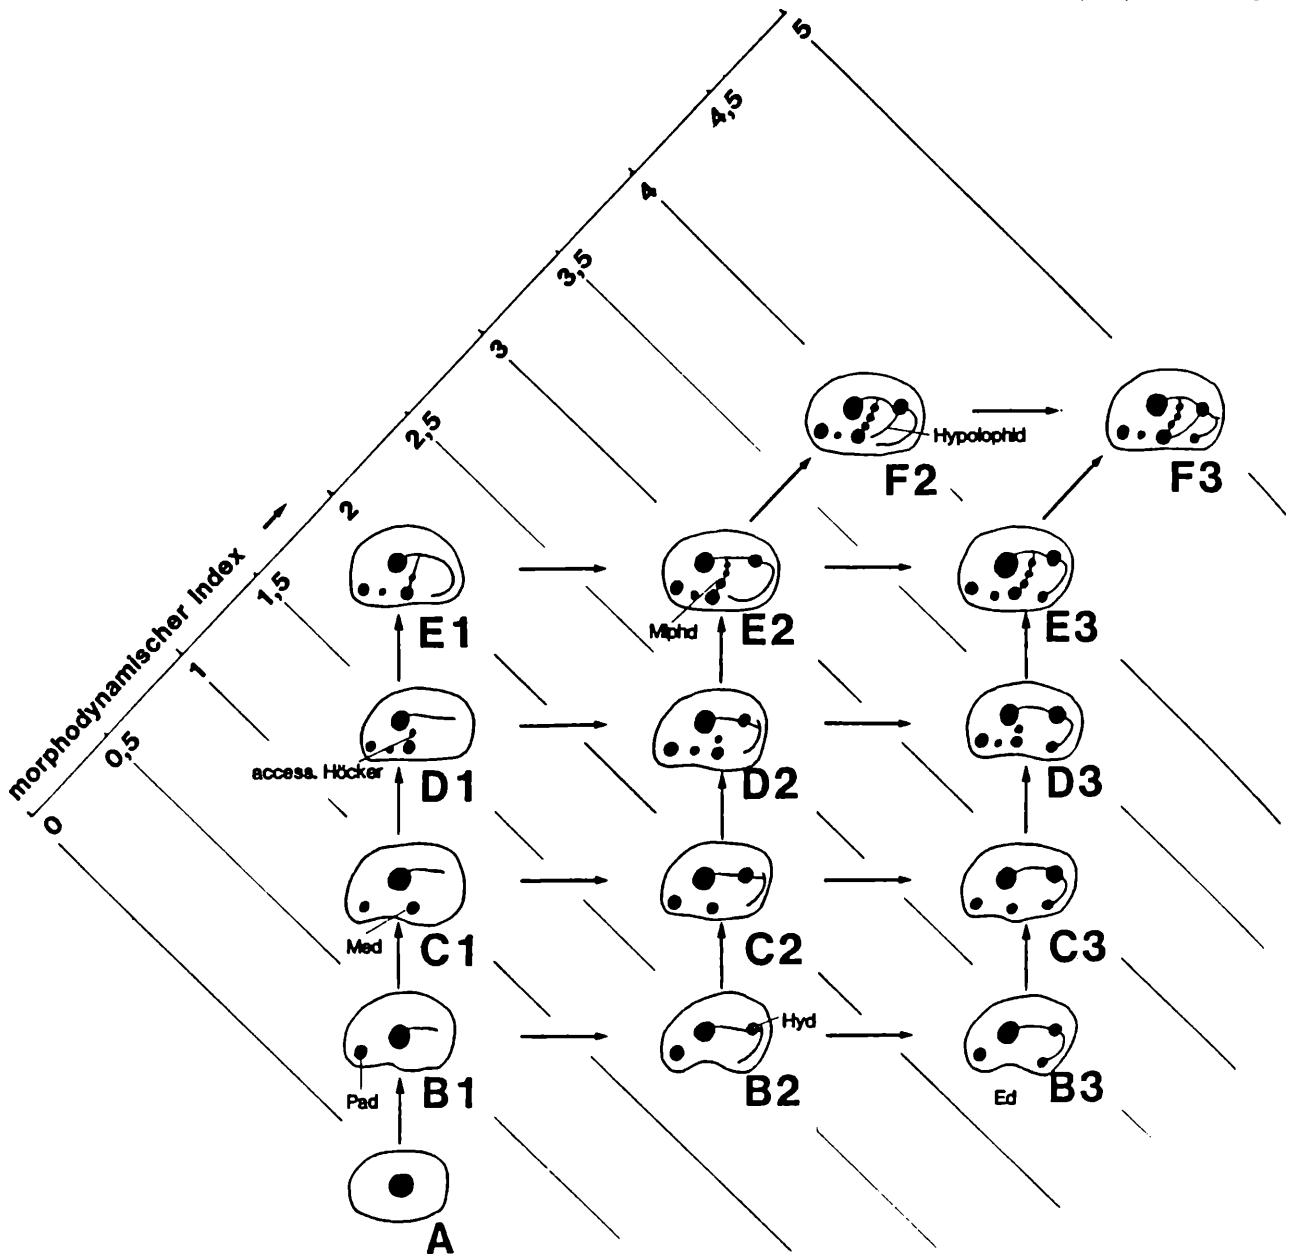 5
4,5
4
3,5
3
2,5
2
1,5
1
0,5
0
morphodynamischer Index
Hypolophid
F2
F3
E1
Miphd
E2
E3
access. Höcker
D1
D2
D3
Med
C1
C2
C3
Pad
B1
Hyd
B2
Ed
B3
A